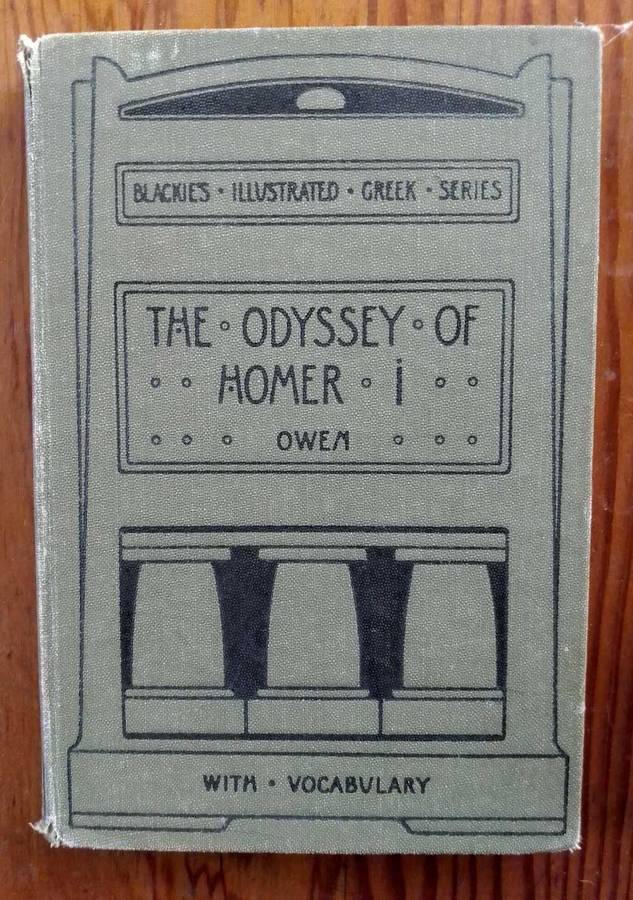 BLACKIE'S · ILLUSTRATED · GREEK · SERIES
THE ∘ ODYSSEY ∘ OF
∘ ∘ HOMER ∘ I ∘ ∘
∘ ∘ ∘ OWEN ∘ ∘ ∘
WITH · VOCABULARY